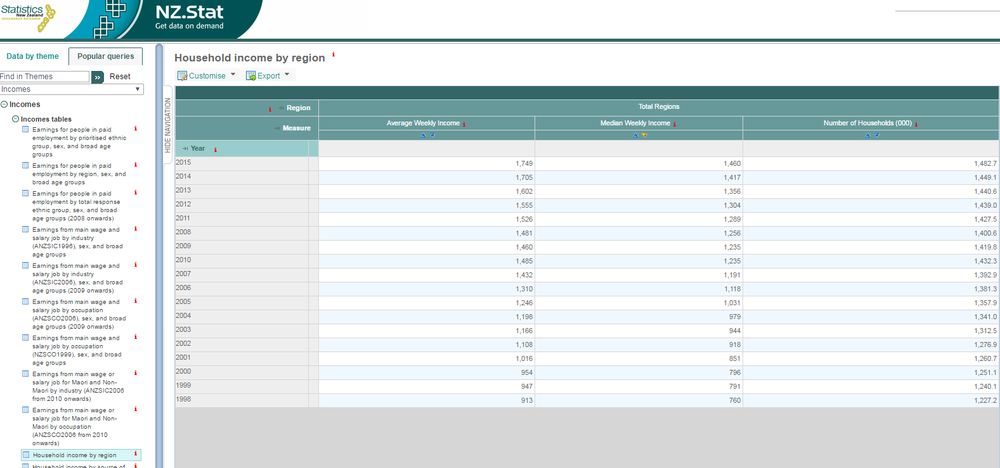 Statistics
New Zealand
TATAURANGA AOTEAROA
NZ.Stat
Get data on demand
Data by theme
Popular queries
Find in Themes
»
Reset
Incomes
Incomes
Incomes tables
Earnings for people in paid
employment by prioritised ethnic
group, sex, and broad age
groups
Earnings for people in paid
employment by region, sex, and
broad age groups
Earnings for people in paid
employment by total response
ethnic group, sex, and broad
age groups (2008 onwards)
Earnings from main wage and
salary job by industry
(ANZSIC1996), sex, and broad
age groups
Earnings from main wage and
salary job by industry
(ANZSIC2006), sex, and broad
age groups (2009 onwards)
Earnings from main wage and
salary job by occupation
(ANZSCO2006), sex, and broad
age groups (2009 onwards)
Earnings from main wage and
salary job by occupation
(NZSCO1999), sex, and broad
age groups
Earnings from main wage or
salary job for Maori and Non-
Maori by industry (ANZSIC2006
from 2010 onwards)
Earnings from main wage or
salary job for Maori and Non-
Maori by occupation
(ANZSCO2006 from 2010
onwards)
Household income by region
Household income by source of
HIDE NAVIGATION
Household income by region i
Customise Export
i Region Total Regions
Measure Average Weekly Income i Median Weekly Income i Number of Households (000) i
Year i
2015 1,749 1,460 1,482.7
2014 1,705 1,417 1,449.1
2013 1,602 1,356 1,440.6
2012 1,555 1,304 1,439.0
2011 1,526 1,289 1,427.5
2008 1,481 1,256 1,400.6
2009 1,460 1,235 1,419.8
2010 1,485 1,235 1,432.3
2007 1,432 1,191 1,392.9
2006 1,310 1,118 1,381.3
2005 1,246 1,031 1,357.9
2004 1,198 979 1,341.0
2003 1,166 944 1,312.5
2002 1,108 918 1,276.9
2001 1,016 851 1,260.7
2000 954 796 1,251.1
1999 947 791 1,240.1
1998 913 760 1,227.2